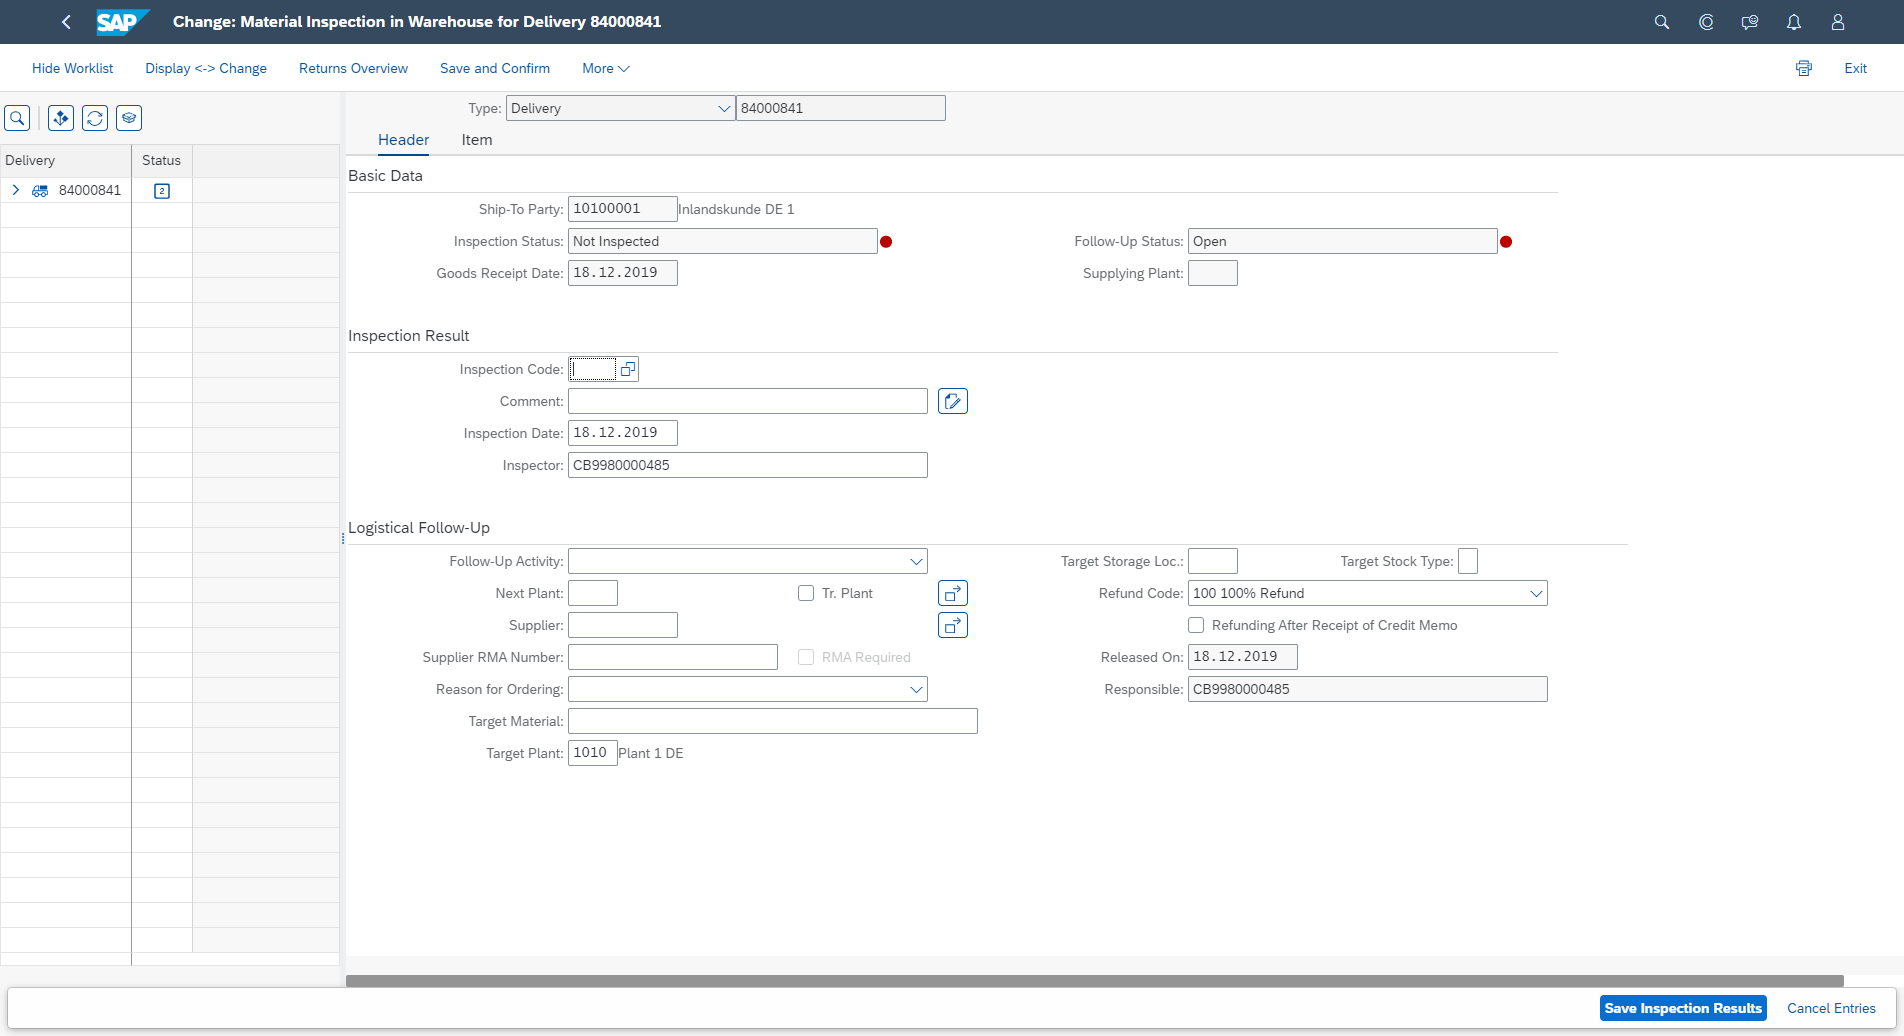 SAP Change: Material Inspection in Warehouse for Delivery 84000841
Hide Worklist Display <-> Change Returns Overview Save and Confirm More Exit
Type: Delivery 84000841
Header Item
Delivery Status
84000841 2
Basic Data
Ship-To Party: 10100001 Inlandskunde DE 1
Inspection Status: Not Inspected Follow-Up Status: Open
Goods Receipt Date: 18.12.2019 Supplying Plant:
Inspection Result
Inspection Code:
Comment:
Inspection Date: 18.12.2019
Inspector: CB9980000485
Logistical Follow-Up
Follow-Up Activity: Target Storage Loc.: Target Stock Type:
Next Plant: Tr. Plant Refund Code: 100 100% Refund
Supplier: Refunding After Receipt of Credit Memo
Supplier RMA Number: RMA Required Released On: 18.12.2019
Reason for Ordering: Responsible: CB9980000485
Target Material:
Target Plant: 1010 Plant 1 DE
Save Inspection Results Cancel Entries